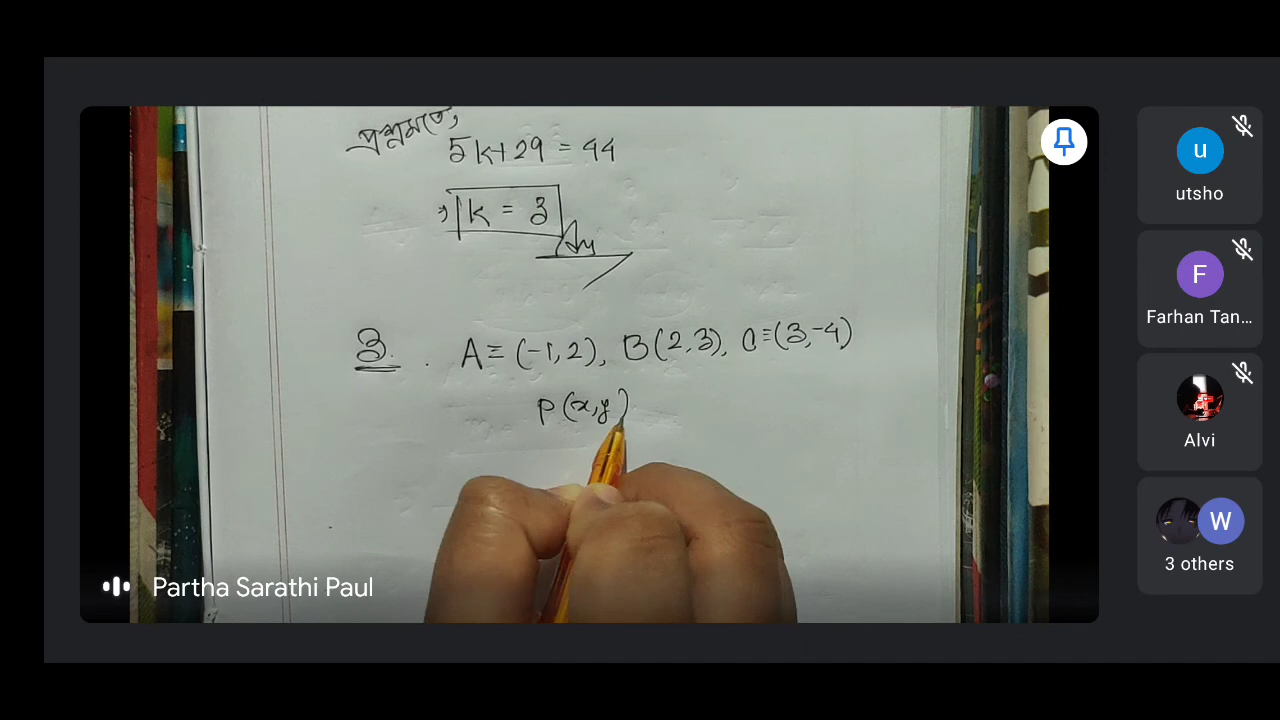 প্রশ্নমতে,
5k+29 = 44
, k = 3
Ans
3. . A ≡ (-1,2), B(2,3), C≡(3,-4)
P(x,y)
Partha Sarathi Paul
u
utsho
F
Farhan Tan...
Alvi
W
3 others